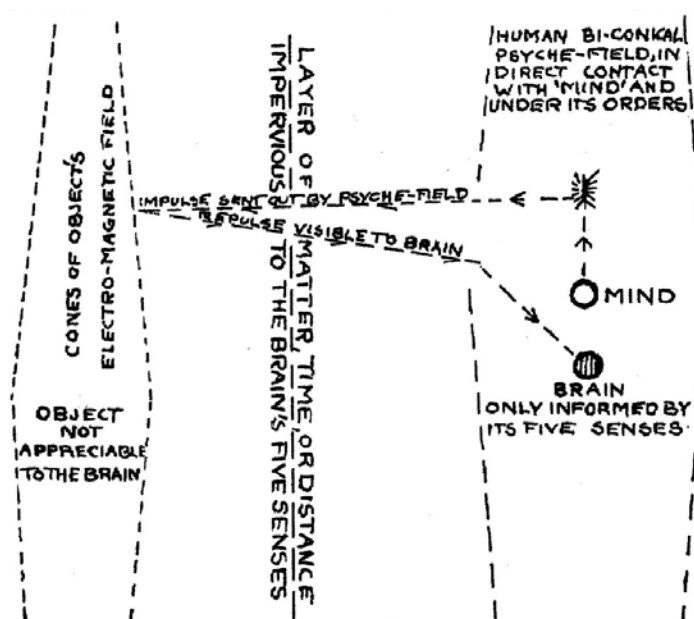 CONES OF OBJECT'S
ELECTRO-MAGNETIC FIELD
OBJECT
NOT
APPRECIABLE
TO THE BRAIN
LAYER OF MATTER, TIME, OR DISTANCE
IMPERVIOUS TO THE BRAIN'S FIVE SENSES
IMPULSE SENT OUT BY PSYCHE-FIELD
REPULSE VISIBLE TO BRAIN
HUMAN BI-CONICAL
PSYCHE-FIELD, IN
DIRECT CONTACT
WITH 'MIND' AND
UNDER ITS ORDERS
MIND
BRAIN
ONLY INFORMED BY
ITS FIVE SENSES.